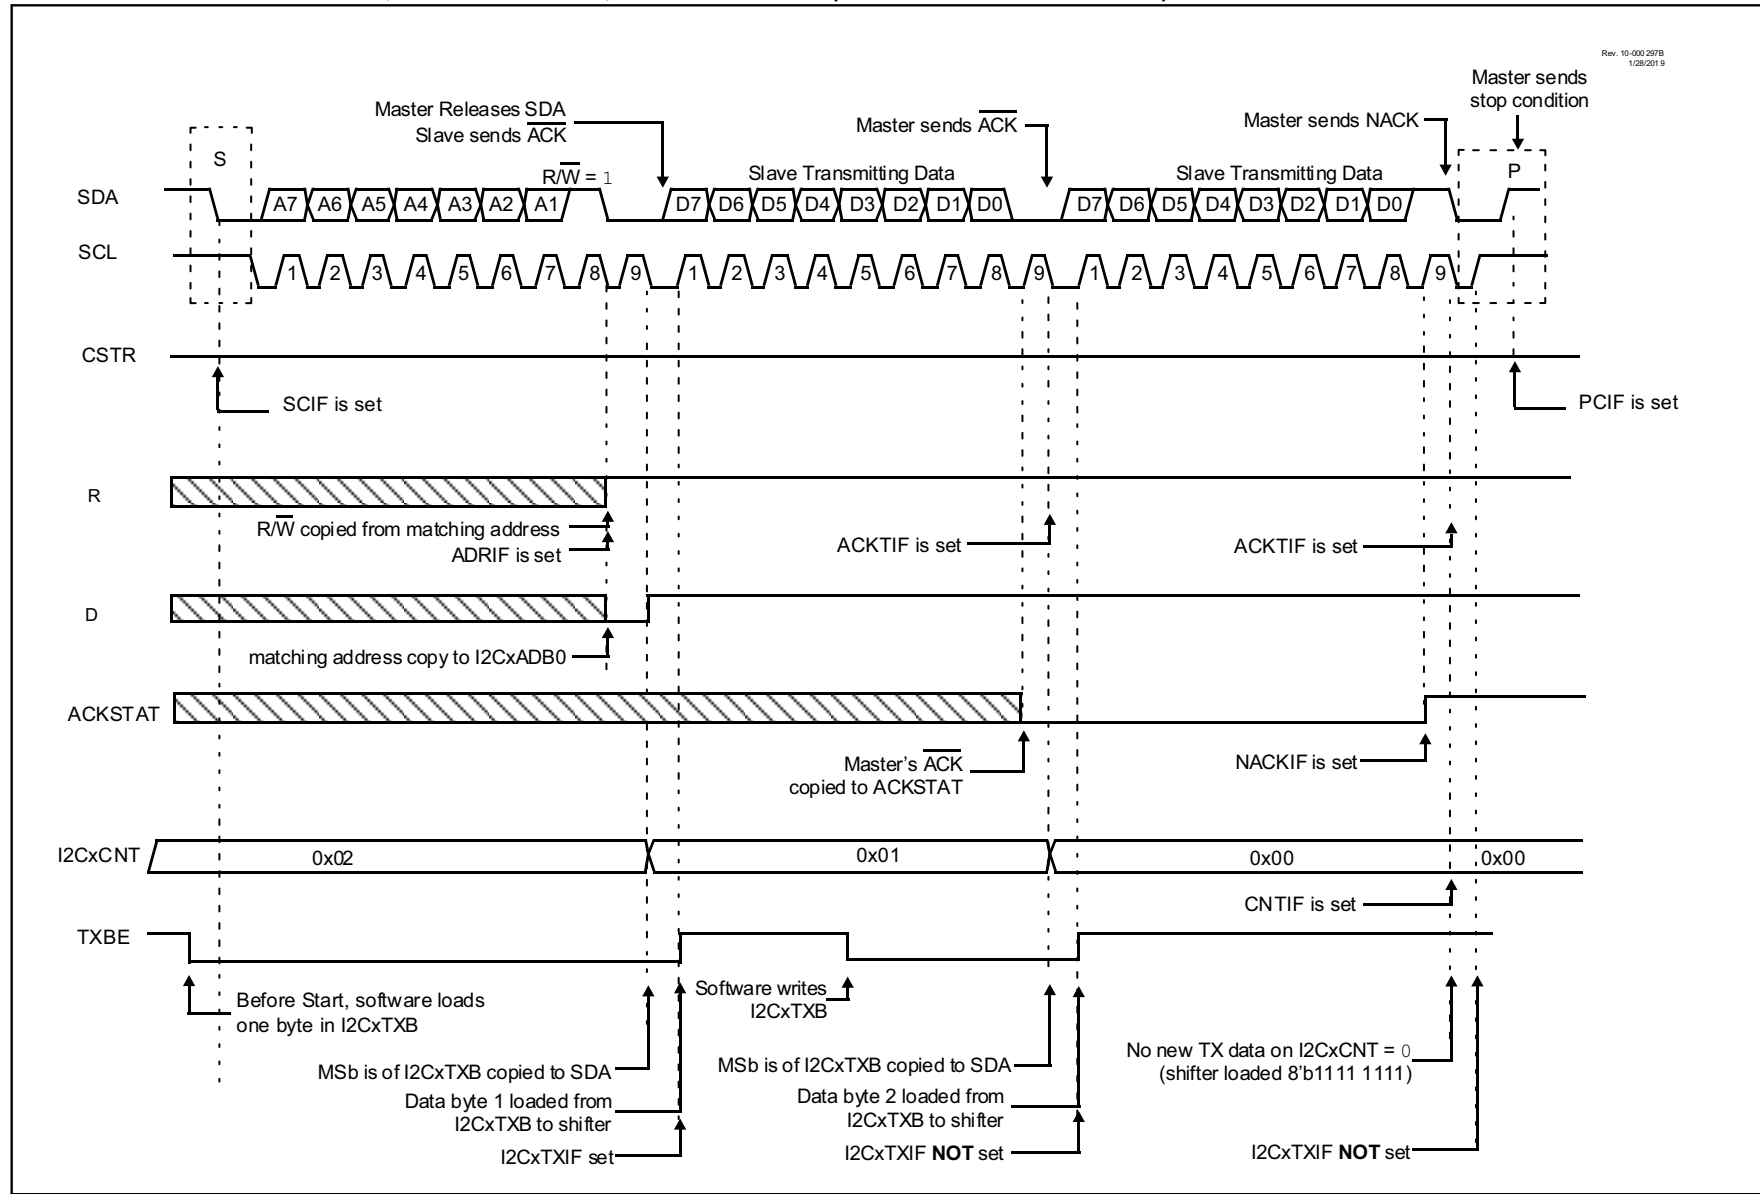 Rev. 10-000 297B
1/28/201 9
Master sends
stop condition
Master Releases SDA
Slave sends ACK
Master sends ACK
Master sends NACK
S
R/W = 1
Slave Transmitting Data
Slave Transmitting Data
P
SDA
A7 A6 A5 A4 A3 A2 A1
D7 D6 D5 D4 D3 D2 D1 D0
D7 D6 D5 D4 D3 D2 D1 D0
SCL
1 2 3 4 5 6 7 8 9
1 2 3 4 5 6 7 8 9
1 2 3 4 5 6 7 8 9
CSTR
SCIF is set
PCIF is set
R
R/W copied from matching address
ADRIF is set
ACKTIF is set
ACKTIF is set
D
matching address copy to I2CxADB0
ACKSTAT
Master's ACK
copied to ACKSTAT
NACKIF is set
I2CxCNT
0x02
0x01
0x00
0x00
CNTIF is set
TXBE
Before Start, software loads
one byte in I2CxTXB
Software writes
I2CxTXB
MSb is of I2CxTXB copied to SDA
Data byte 1 loaded from
I2CxTXB to shifter
I2CxTXIF set
MSb is of I2CxTXB copied to SDA
Data byte 2 loaded from
I2CxTXB to shifter
I2CxTXIF NOT set
No new TX data on I2CxCNT = 0
(shifter loaded 8'b1111 1111)
I2CxTXIF NOT set